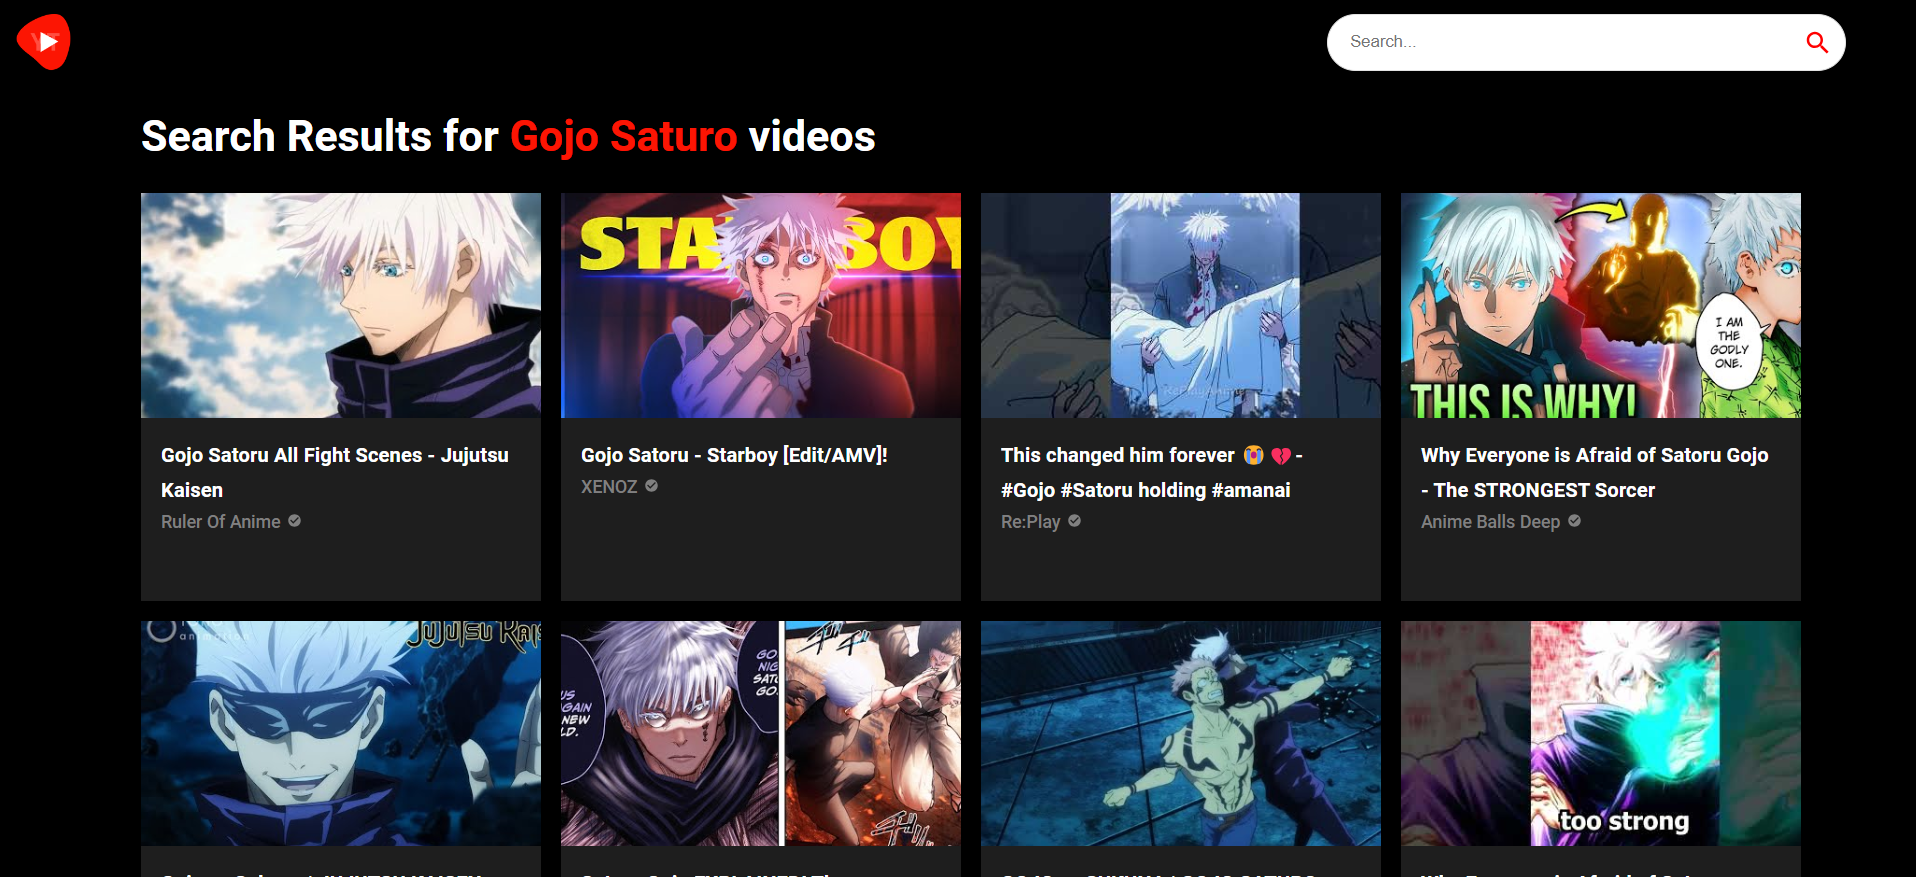 Search...
Search Results for Gojo Saturo videos
STA BOY
I AM
THE
GODLY
ONE.
THIS IS WHY!
Gojo Satoru All Fight Scenes - Jujutsu
Kaisen
Ruler Of Anime
Gojo Satoru - Starboy [Edit/AMV]!
XENOZ
This changed him forever 😭 💔 -
#Gojo #Satoru holding #amanai
Re:Play
Why Everyone is Afraid of Satoru Gojo
- The STRONGEST Sorcer
Anime Balls Deep
animation
JUJUTSU KAIS
GO
NIG
SAT
GO.
US
GAIN
NEW
LD.
too strong